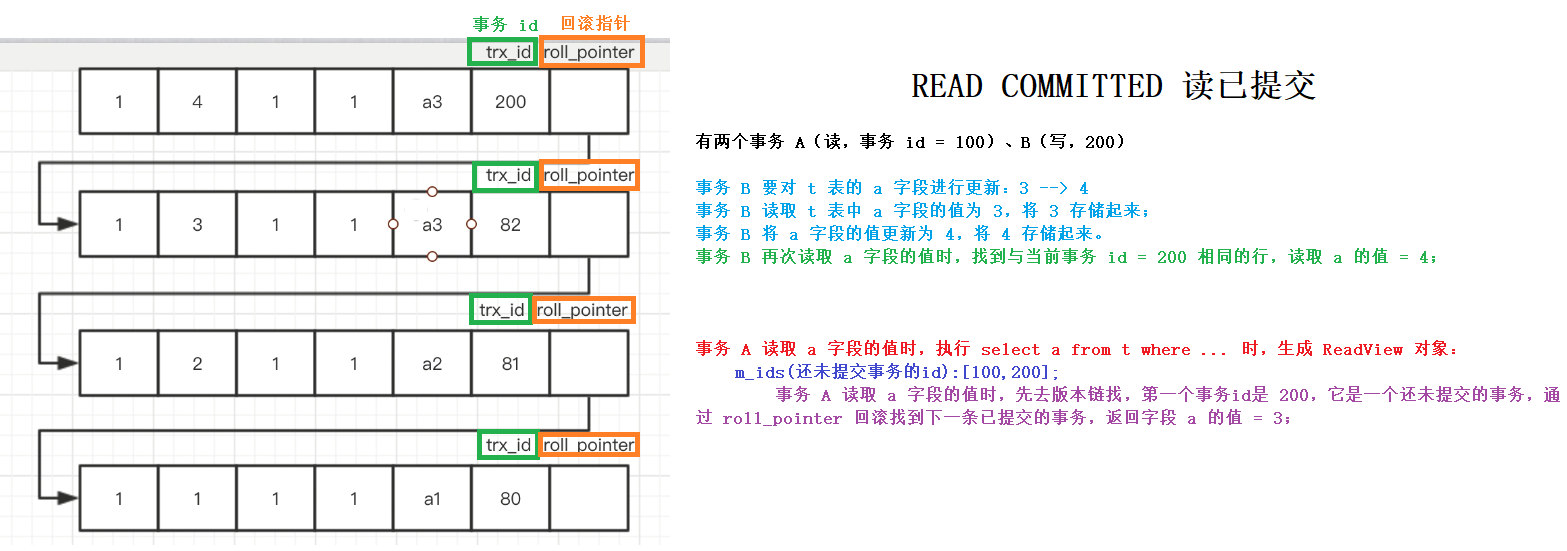 事务 id 回滚指针
trx_id roll_pointer
1 4 1 1 a3 200
trx_id roll_pointer
1 3 1 1 a3 82
trx_id roll_pointer
1 2 1 1 a2 81
trx_id roll_pointer
1 1 1 1 a1 80
READ COMMITTED 读已提交
有两个事务 A（读，事务 id = 100）、B（写，200）
事务 B 要对 t 表的 a 字段进行更新：3 --> 4
事务 B 读取 t 表中 a 字段的值为 3，将 3 存储起来；
事务 B 将 a 字段的值更新为 4，将 4 存储起来。
事务 B 再次读取 a 字段的值时，找到与当前事务 id = 200 相同的行，读取 a 的值 = 4；
事务 A 读取 a 字段的值时，执行 select a from t where ... 时，生成 ReadView 对象：
m_ids(还未提交事务的id):[100,200];
事务 A 读取 a 字段的值时，先去版本链找，第一个事务id是 200，它是一个还未提交的事务，通
过 roll_pointer 回滚找到下一条已提交的事务，返回字段 a 的值 = 3；